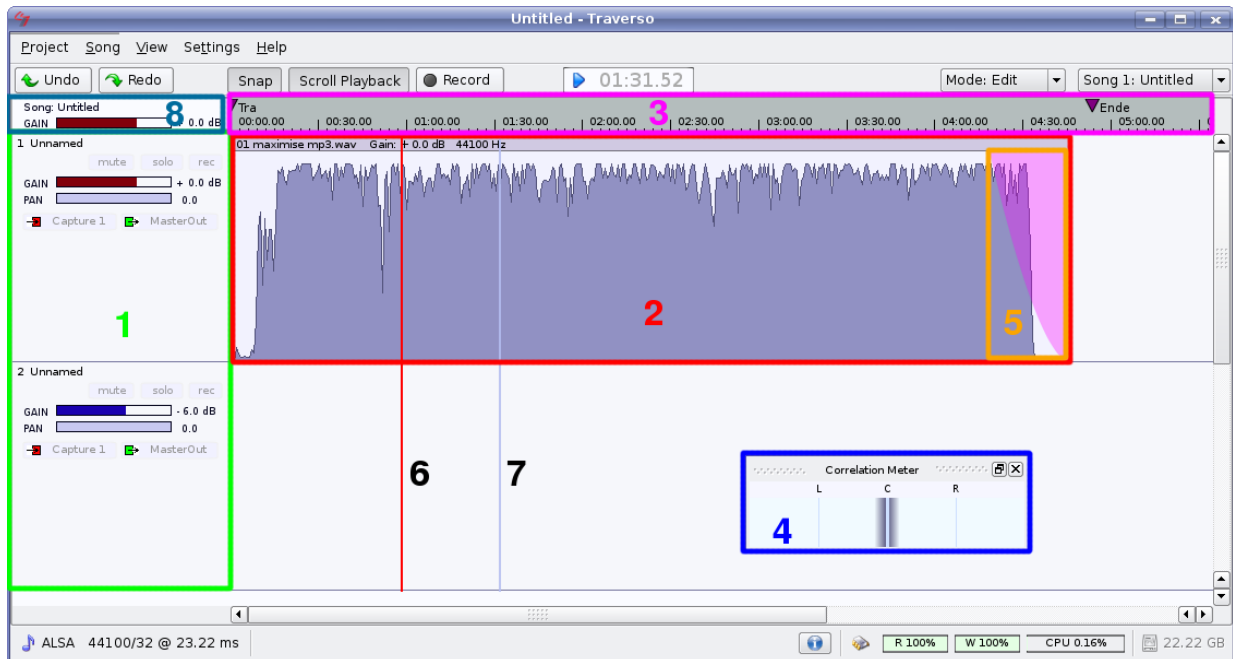 Untitled - Traverso
Project Song View Settings Help
Undo Redo Snap Scroll Playback Record 01:31.52 Mode: Edit Song 1: Untitled
Song: Untitled
GAIN 0.0 dB
8
Tra 3 Ende
00:00.00 00:30.00 01:00.00 01:30.00 02:00.00 02:30.00 03:00.00 03:30.00 04:00.00 04:30.00 05:00.00
1 Unnamed
mute solo rec
GAIN + 0.0 dB
PAN 0.0
Capture 1 MasterOut
01 maximise mp3.wav Gain: + 0.0 dB 44100 Hz
1
2
5
2 Unnamed
mute solo rec
GAIN - 6.0 dB
PAN 0.0
Capture 1 MasterOut
6
7
Correlation Meter
L C R
4
ALSA 44100/32 @ 23.22 ms R 100% W 100% CPU 0.16% 22.22 GB